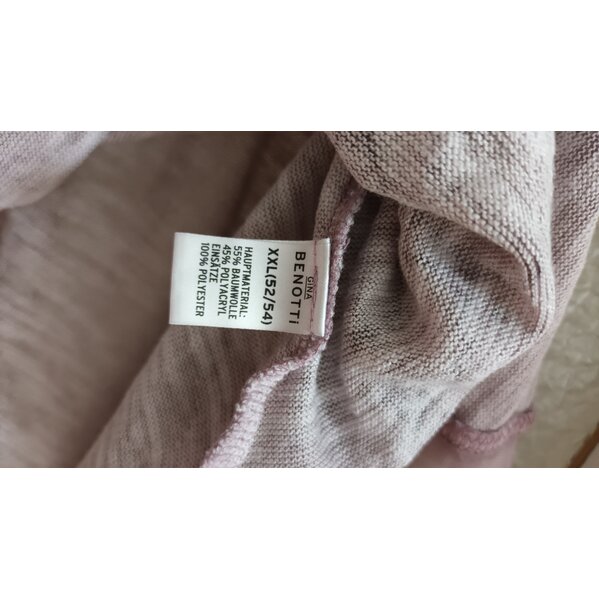 GiNA
BENOTTi
XXL(52/54)
HAUPTMATERIAL:
55% BAUMWOLLE
45% POLYACRYL
EINSÄTZE
100% POLYESTER